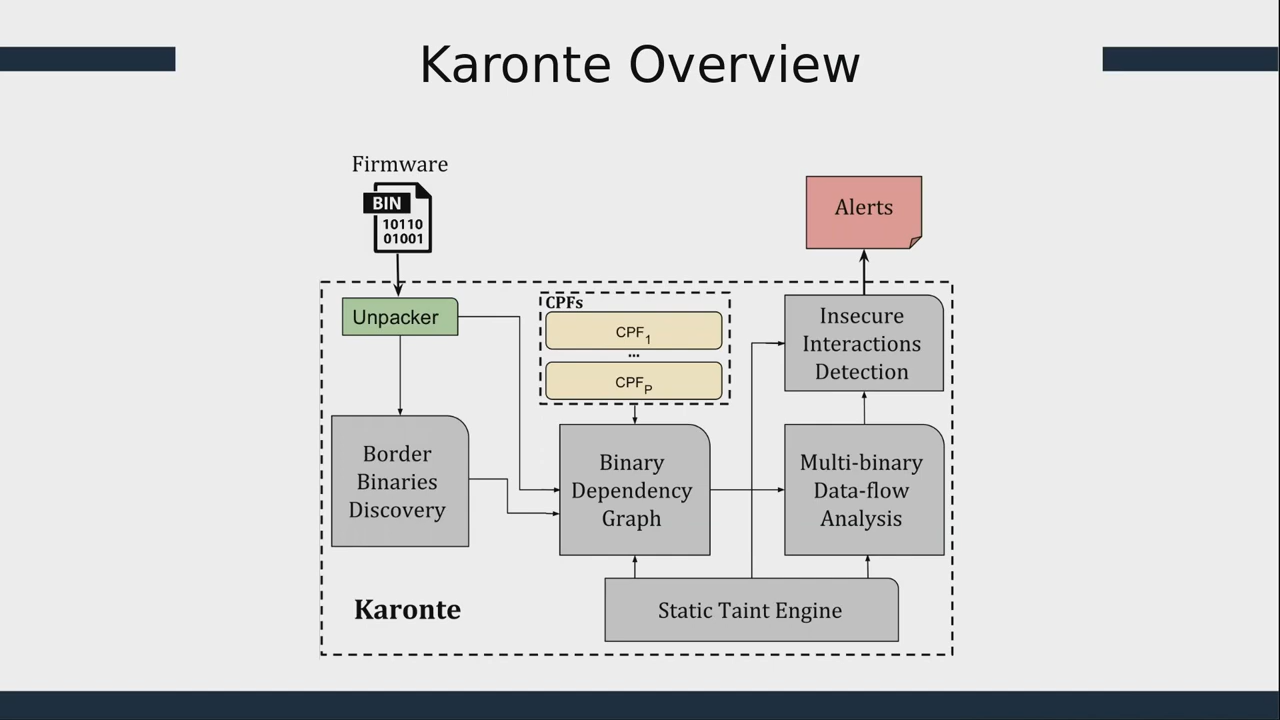 Karonte Overview
Firmware
BIN
10110
01001
Alerts
Unpacker
CPFs
CPF1
...
CPFP
Insecure
Interactions
Detection
Border
Binaries
Discovery
Binary
Dependency
Graph
Multi-binary
Data-flow
Analysis
Karonte
Static Taint Engine